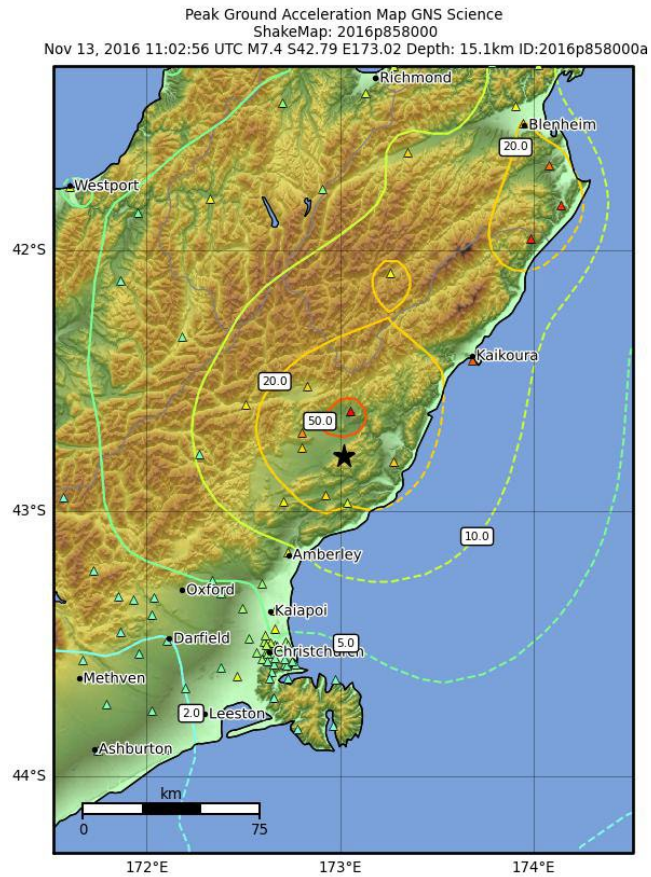 Peak Ground Acceleration Map GNS Science
ShakeMap: 2016p858000
Nov 13, 2016 11:02:56 UTC M7.4 S42.79 E173.02 Depth: 15.1km ID:2016p858000a
Richmond
Blenheim
20.0
Westport
42°S
Kaikoura
20.0
50.0
43°S
10.0
Amberley
Oxford
Kaiapoi
Darfield
5.0
Christchurch
Methven
2.0
Leeston
Ashburton
44°S
km
0
75
172°E
173°E
174°E